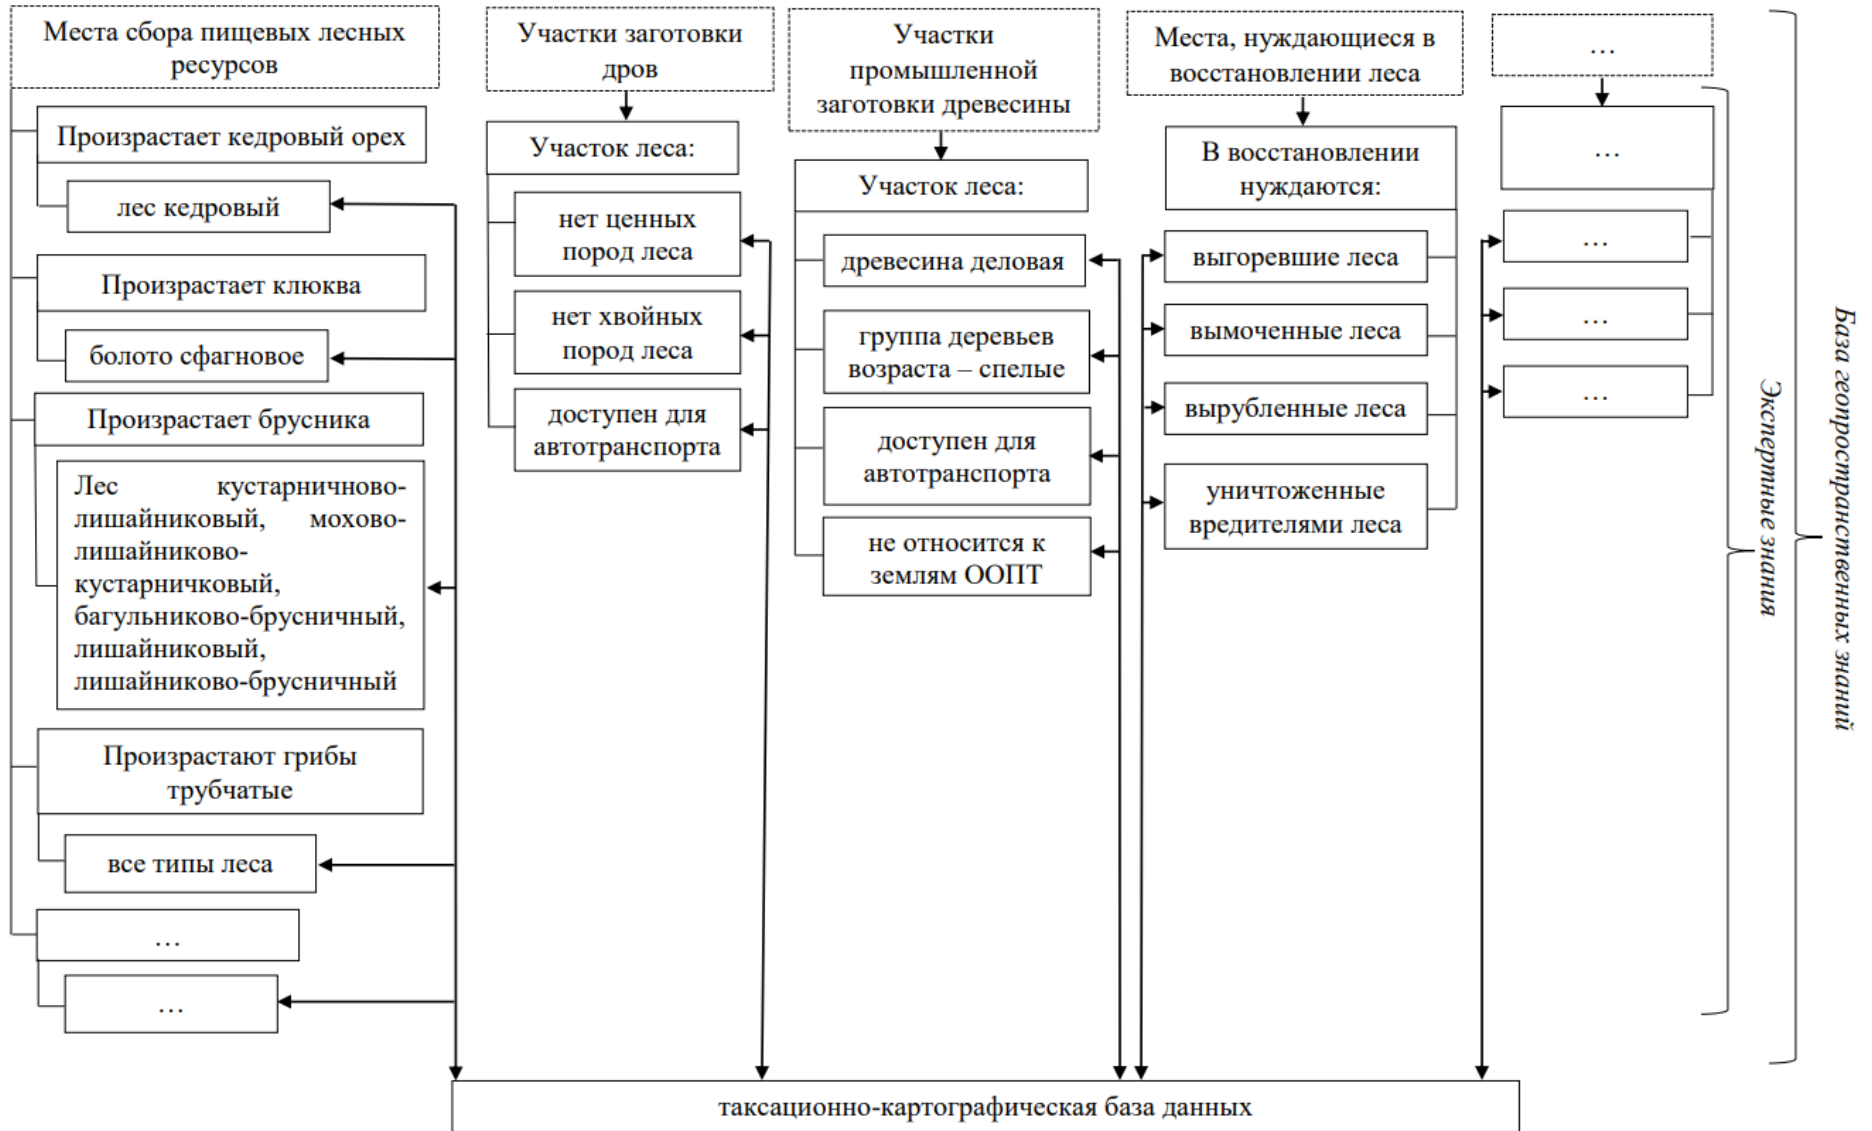 Места сбора пищевых лесных
ресурсов
Произрастает кедровый орех
лес кедровый
Произрастает клюква
болото сфагновое
Произрастает брусника
Лес кустарничново-
лишайниковый, мохово-
лишайниково-
кустарничковый,
багульниково-брусничный,
лишайниковый,
лишайниково-брусничный
Произрастают грибы
трубчатые
все типы леса
…
…
Участки заготовки
дров
Участок леса:
нет ценных
пород леса
нет хвойных
пород леса
доступен для
автотранспорта
Участки
промышленной
заготовки древесины
Участок леса:
древесина деловая
группа деревьев
возраста – спелые
доступен для
автотранспорта
не относится к
землям ООПТ
Места, нуждающиеся в
восстановлении леса
В восстановлении
нуждаются:
выгоревшие леса
вымоченные леса
вырубленные леса
уничтоженные
вредителями леса
…
…
…
…
…
Экспертные знания
База геопространственных знаний
таксационно-картографическая база данных